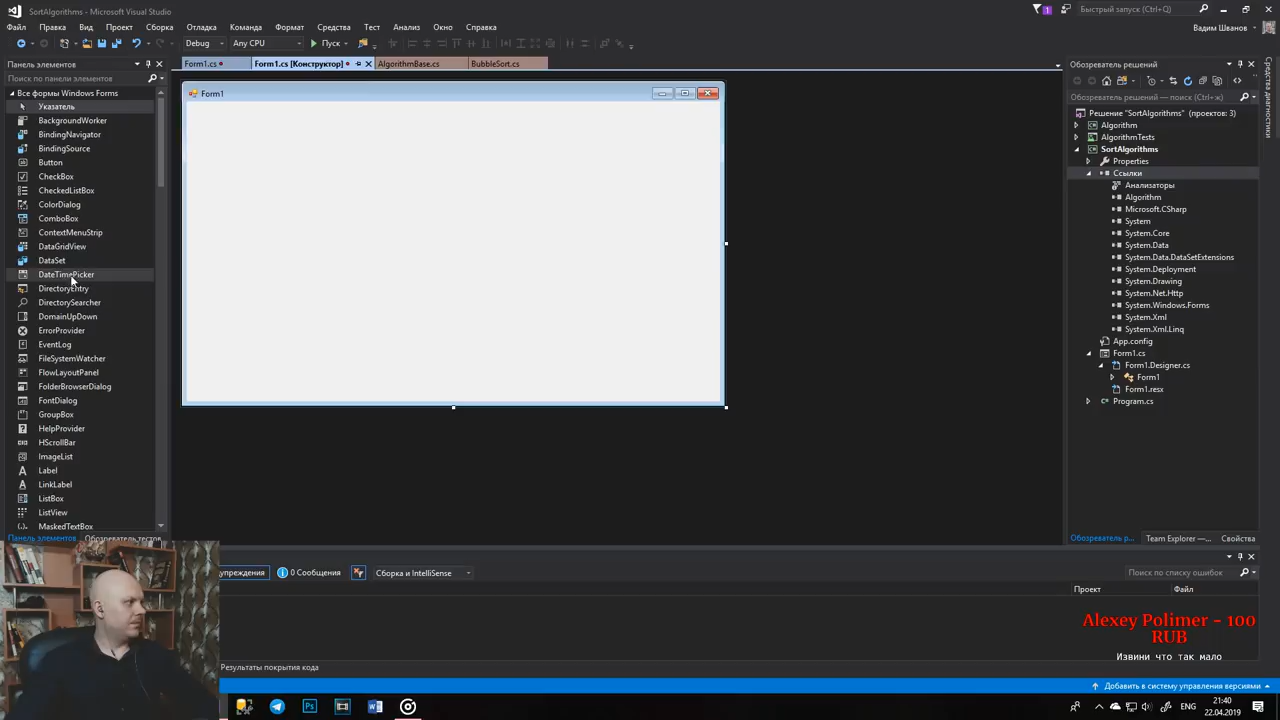 SortAlgorithms - Microsoft Visual Studio
1
Быстрый запуск (Ctrl+Q)
Файл Правка Вид Проект Сборка Отладка Команда Формат Средства Тест Анализ Окно Справка
Вадим Шванов
Debug Any CPU Пуск
Панель элементов
Form1.cs
Form1.cs [Конструктор]
AlgorithmBase.cs
BubbleSort.cs
Обозреватель решений
Поиск по панели элементов
Все формы Windows Forms
Указатель
BackgroundWorker
BindingNavigator
BindingSource
Button
CheckBox
CheckedListBox
ColorDialog
ComboBox
ContextMenuStrip
DataGridView
DataSet
DateTimePicker
DirectoryEntry
DirectorySearcher
DomainUpDown
ErrorProvider
EventLog
FileSystemWatcher
FlowLayoutPanel
FolderBrowserDialog
FontDialog
GroupBox
HelpProvider
HScrollBar
ImageList
Label
LinkLabel
ListBox
ListView
MaskedTextBox
Панель элементов Обозреватель тестов
Form1
Обозреватель решений — поиск (Ctrl+ж)
Решение "SortAlgorithms" (проектов: 3)
Algorithm
AlgorithmTests
SortAlgorithms
Properties
Ссылки
Анализаторы
Algorithm
Microsoft.CSharp
System
System.Core
System.Data
System.Data.DataSetExtensions
System.Deployment
System.Drawing
System.Net.Http
System.Windows.Forms
System.Xml
System.Xml.Linq
App.config
Form1.cs
Form1.Designer.cs
Form1
Form1.resx
Program.cs
Обозреватель р... Team Explorer —... Свойства
Средства диагностики
0 Сообщения
Сборка и IntelliSense
Поиск по списку ошибок
Проект Файл
Alexey Polimer - 100
RUB
Извини что так мало
Результаты покрытия кода
Добавить в систему управления версиями
ENG
21:40
22.04.2019